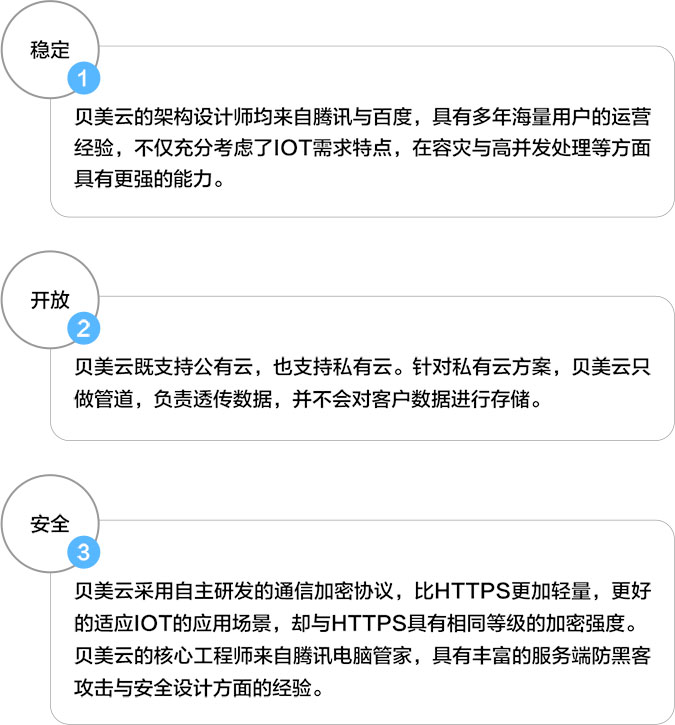 稳定
1
贝美云的架构设计师均来自腾讯与百度，具有多年海量用户的运营
经验，不仅充分考虑了IOT需求特点，在容灾与高并发处理等方面
具有更强的能力。
开放
2
贝美云既支持公有云，也支持私有云。针对私有云方案，贝美云只
做管道，负责透传数据，并不会对客户数据进行存储。
安全
3
贝美云采用自主研发的通信加密协议，比HTTPS更加轻量，更好
的适应IOT的应用场景，却与HTTPS具有相同等级的加密强度。
贝美云的核心工程师来自腾讯电脑管家，具有丰富的服务端防黑客
攻击与安全设计方面的经验。